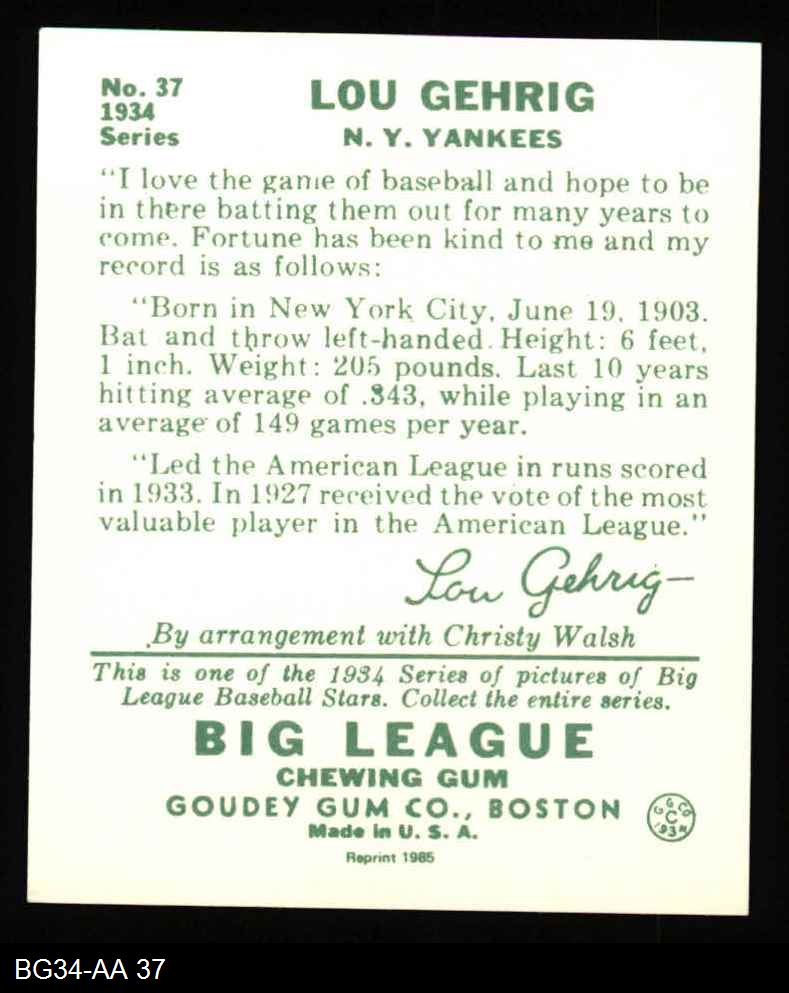 No. 37
1934
Series
LOU GEHRIG
N. Y. YANKEES
"I love the game of baseball and hope to be
in there batting them out for many years to
come. Fortune has been kind to me and my
record is as follows:
"Born in New York City, June 19, 1903.
Bat and throw left-handed. Height: 6 feet,
1 inch. Weight: 205 pounds. Last 10 years
hitting average of .343, while playing in an
average of 149 games per year.
"Led the American League in runs scored
in 1933. In 1927 received the vote of the most
valuable player in the American League."
Lou Gehrig
By arrangement with Christy Walsh
This is one of the 1934 Series of pictures of Big
League Baseball Stars. Collect the entire series.
BIG LEAGUE
CHEWING GUM
GOUDEY GUM CO., BOSTON
Made in U. S. A.
G G CO
C
1934
Reprint 1985
BG34-AA 37